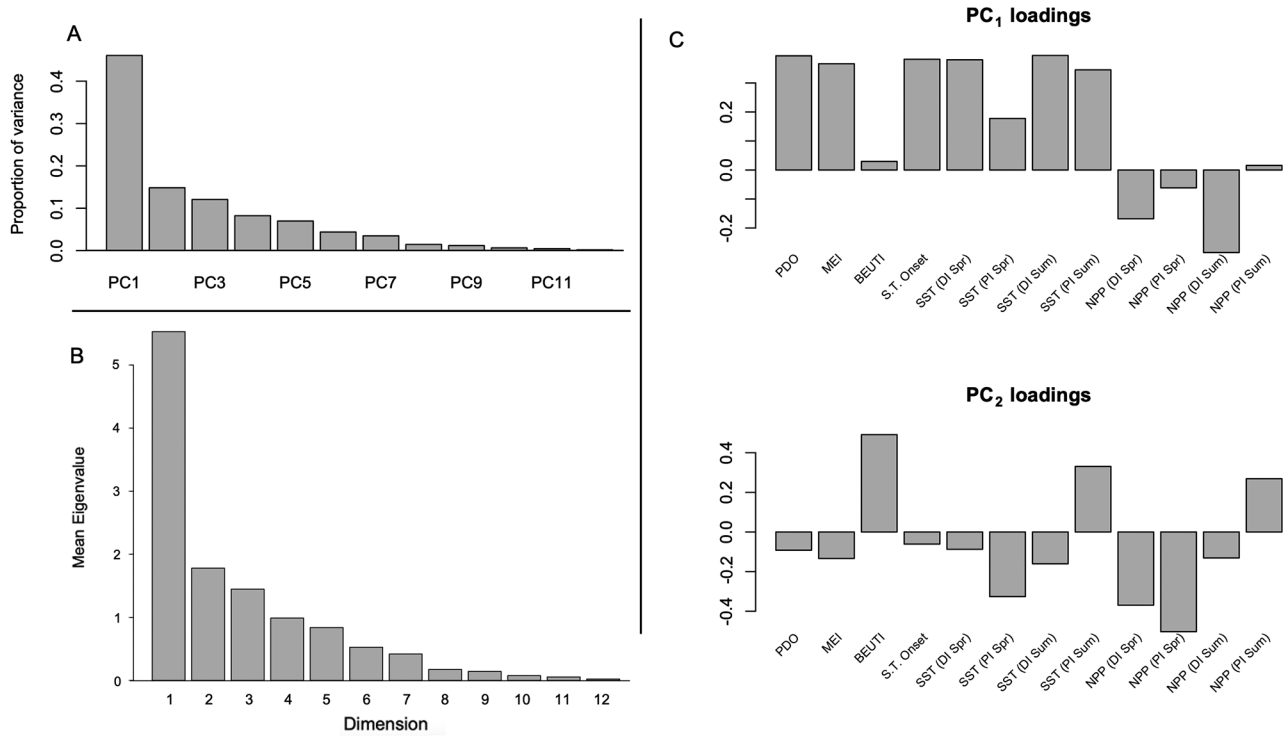 A
Proportion of variance
0.4
0.3
0.2
0.1
0.0
PC1 PC3 PC5 PC7 PC9 PC11
B
Mean Eigenvalue
5
4
3
2
1
0
1 2 3 4 5 6 7 8 9 10 11 12
Dimension
C
PC1 loadings
0.2
0.0
-0.2
PDO MEI BEUTI S.T. Onset SST (DI Spr) SST (PI Spr) SST (DI Sum) SST (PI Sum) NPP (DI Spr) NPP (PI Spr) NPP (DI Sum) NPP (PI Sum)
PC2 loadings
0.4
0.2
0.0
-0.2
-0.4
PDO MEI BEUTI S.T. Onset SST (DI Spr) SST (PI Spr) SST (DI Sum) SST (PI Sum) NPP (DI Spr) NPP (PI Spr) NPP (DI Sum) NPP (PI Sum)